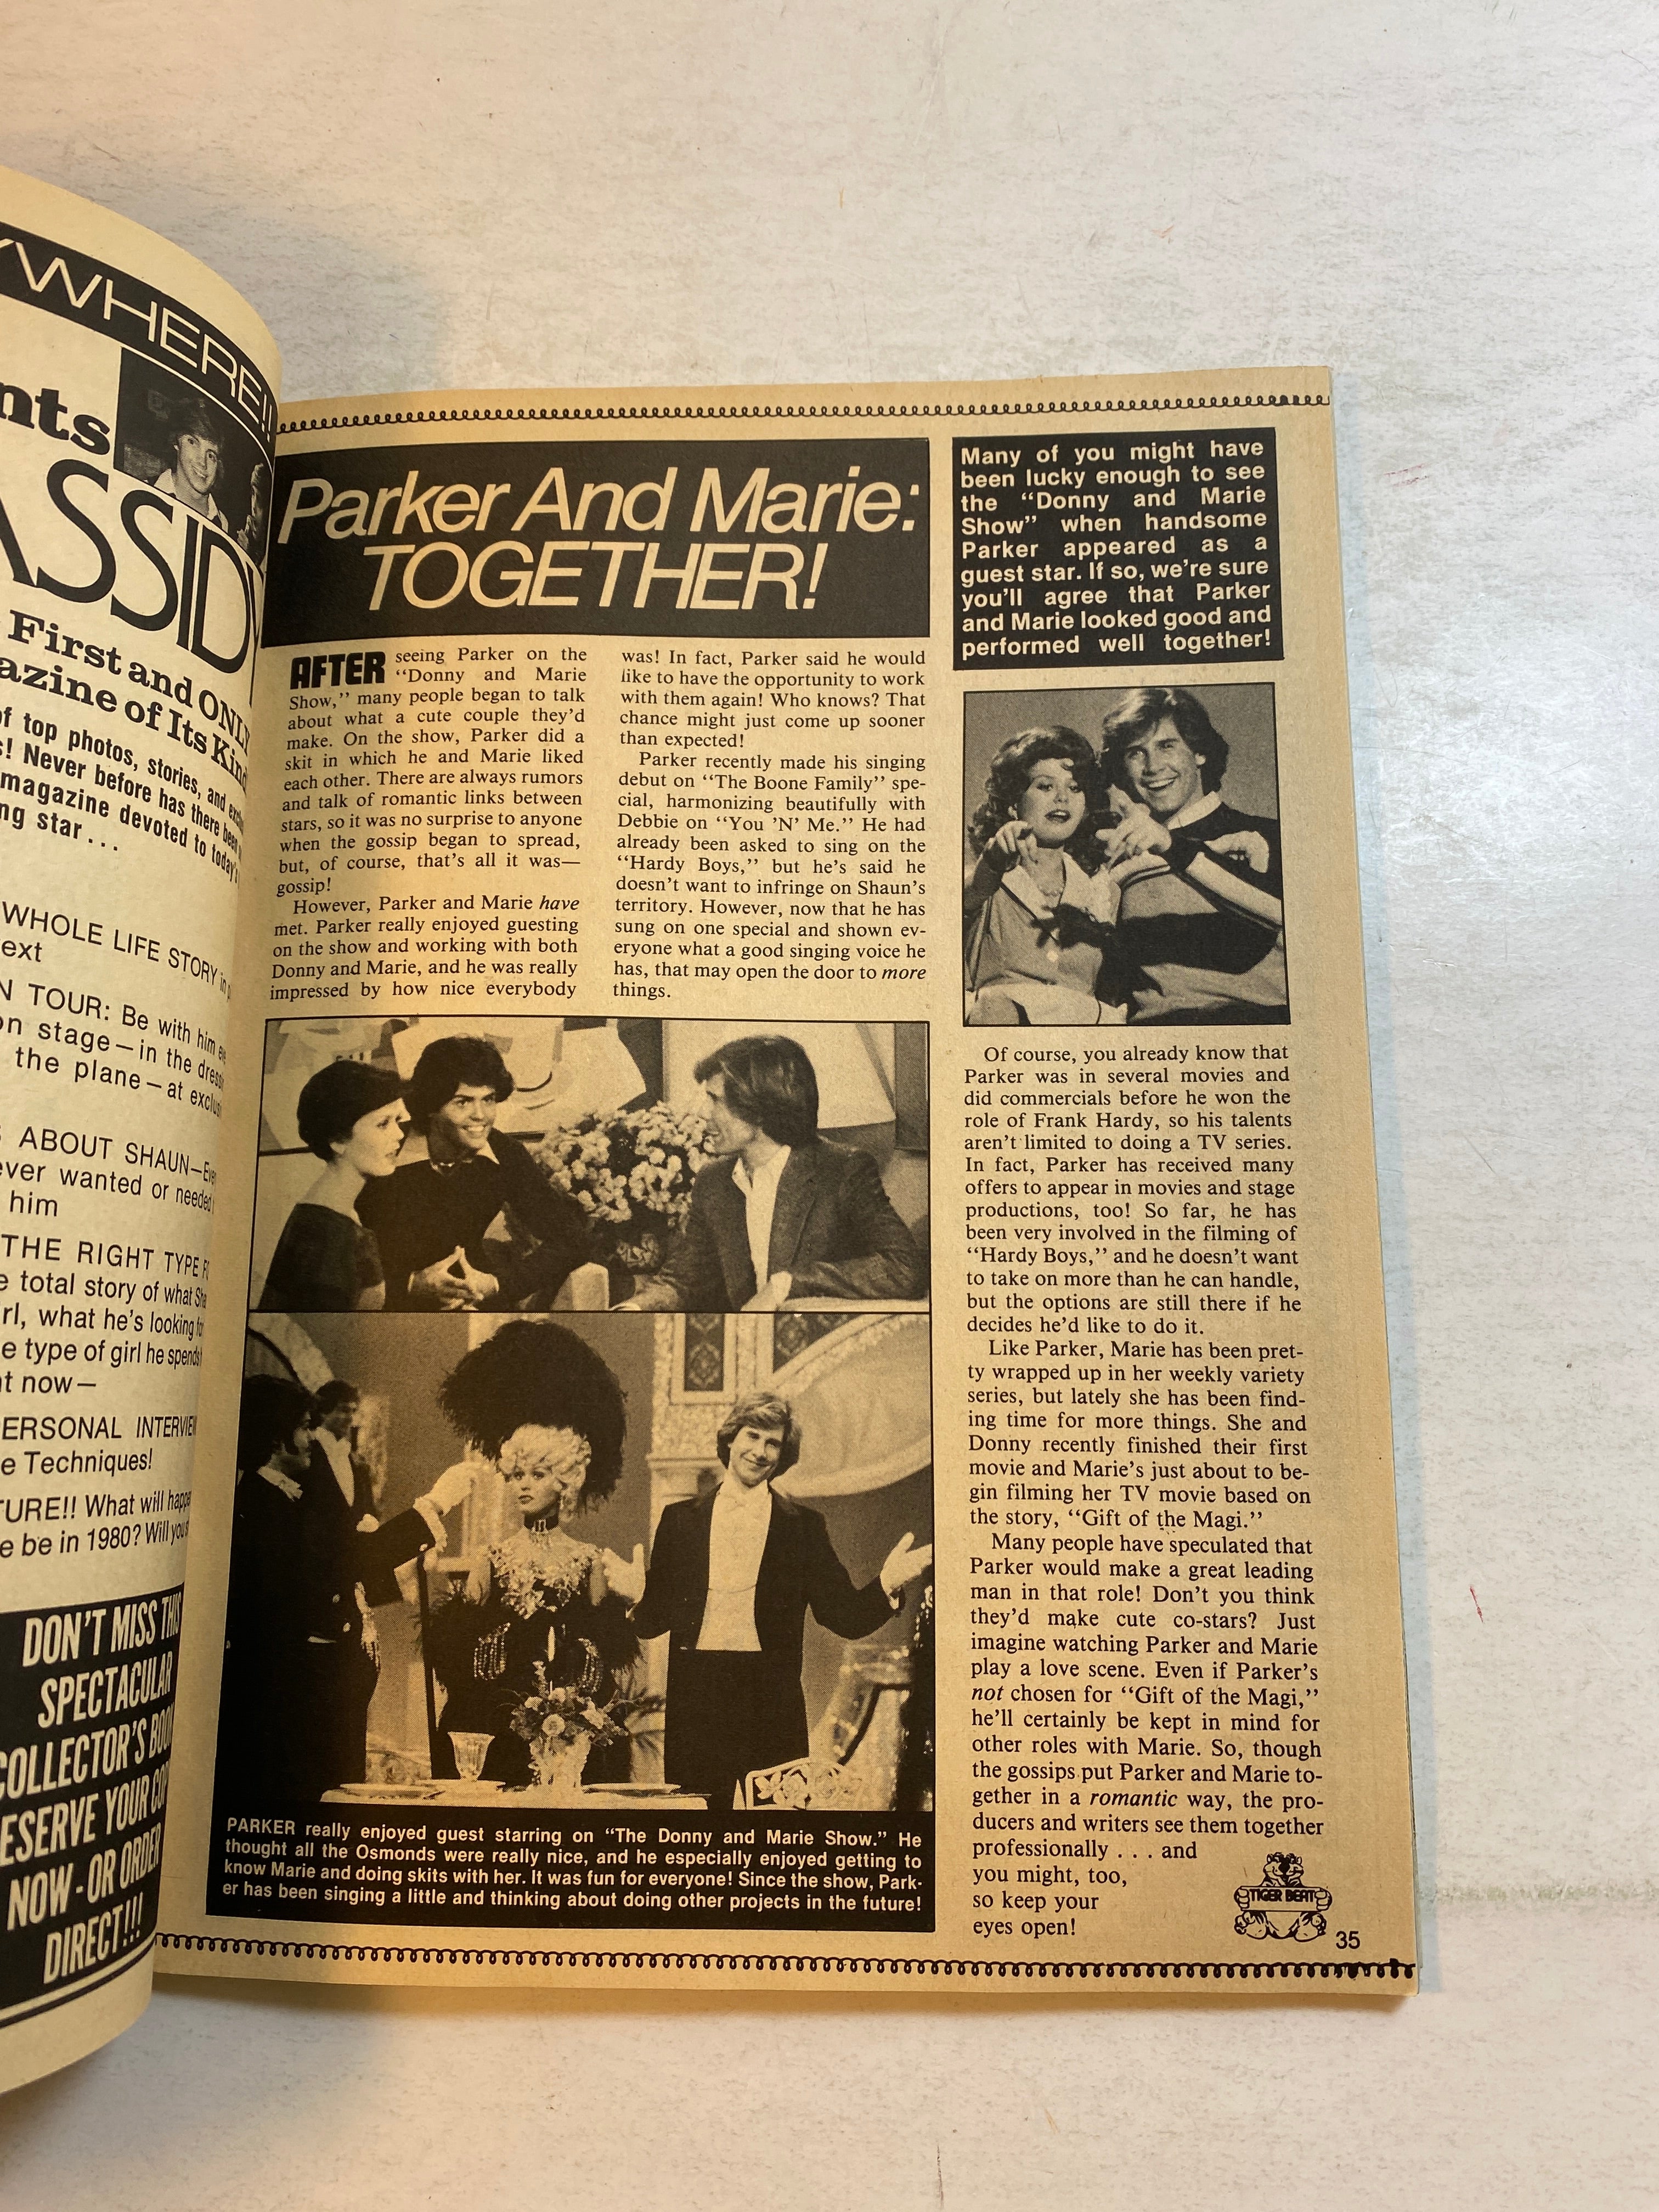 YWHERE!!
nts
ASSIDY
First and ONLY
azine of Its Kind
of top photos, stories, and
s! Never before has there been
magazine devoted to today's
ng star . . .
WHOLE LIFE STORY in
ext
N TOUR: Be with him
on stage—in the
the plane—at
ABOUT SHAUN—
ever wanted or needed
him
THE RIGHT TYPE
e total story of what
rl, what he's looking
e type of girl he spends
t now—
ERSONAL INTERVIEW
e Techniques!
TURE!! What will
e be in 1980? Will
DON'T MISS THIS
SPECTACULAR
COLLECTOR'S
ESERVE YOUR
NOW-OR ORDER
DIRECT!!!
Parker And Marie:
TOGETHER!
AFTER seeing Parker on the
"Donny and Marie
Show," many people began to talk
about what a cute couple they'd
make. On the show, Parker did a
skit in which he and Marie liked
each other. There are always rumors
and talk of romantic links between
stars, so it was no surprise to anyone
when the gossip began to spread,
but, of course, that's all it was—
gossip!
However, Parker and Marie have
met. Parker really enjoyed guesting
on the show and working with both
Donny and Marie, and he was really
impressed by how nice everybody
was! In fact, Parker said he would
like to have the opportunity to work
with them again! Who knows? That
chance might just come up sooner
than expected!
Parker recently made his singing
debut on "The Boone Family" spe-
cial, harmonizing beautifully with
Debbie on "You 'N' Me." He had
already been asked to sing on the
"Hardy Boys," but he's said he
doesn't want to infringe on Shaun's
territory. However, now that he has
sung on one special and shown ev-
eryone what a good singing voice he
has, that may open the door to more
things.
PARKER really enjoyed guest starring on "The Donny and Marie Show." He
thought all the Osmonds were really nice, and he especially enjoyed getting to
know Marie and doing skits with her. It was fun for everyone! Since the show, Park-
er has been singing a little and thinking about doing other projects in the future!
Many of you might have
been lucky enough to see
the "Donny and Marie
Show" when handsome
Parker appeared as a
guest star. If so, we're sure
you'll agree that Parker
and Marie looked good and
performed well together!
Of course, you already know that
Parker was in several movies and
did commercials before he won the
role of Frank Hardy, so his talents
aren't limited to doing a TV series.
In fact, Parker has received many
offers to appear in movies and stage
productions, too! So far, he has
been very involved in the filming of
"Hardy Boys," and he doesn't want
to take on more than he can handle,
but the options are still there if he
decides he'd like to do it.
Like Parker, Marie has been pret-
ty wrapped up in her weekly variety
series, but lately she has been find-
ing time for more things. She and
Donny recently finished their first
movie and Marie's just about to be-
gin filming her TV movie based on
the story, "Gift of the Magi."
Many people have speculated that
Parker would make a great leading
man in that role! Don't you think
they'd make cute co-stars? Just
imagine watching Parker and Marie
play a love scene. Even if Parker's
not chosen for "Gift of the Magi,"
he'll certainly be kept in mind for
other roles with Marie. So, though
the gossips put Parker and Marie to-
gether in a romantic way, the pro-
ducers and writers see them together
professionally . . . and
you might, too,
so keep your
eyes open!
TIGER BEAT
35